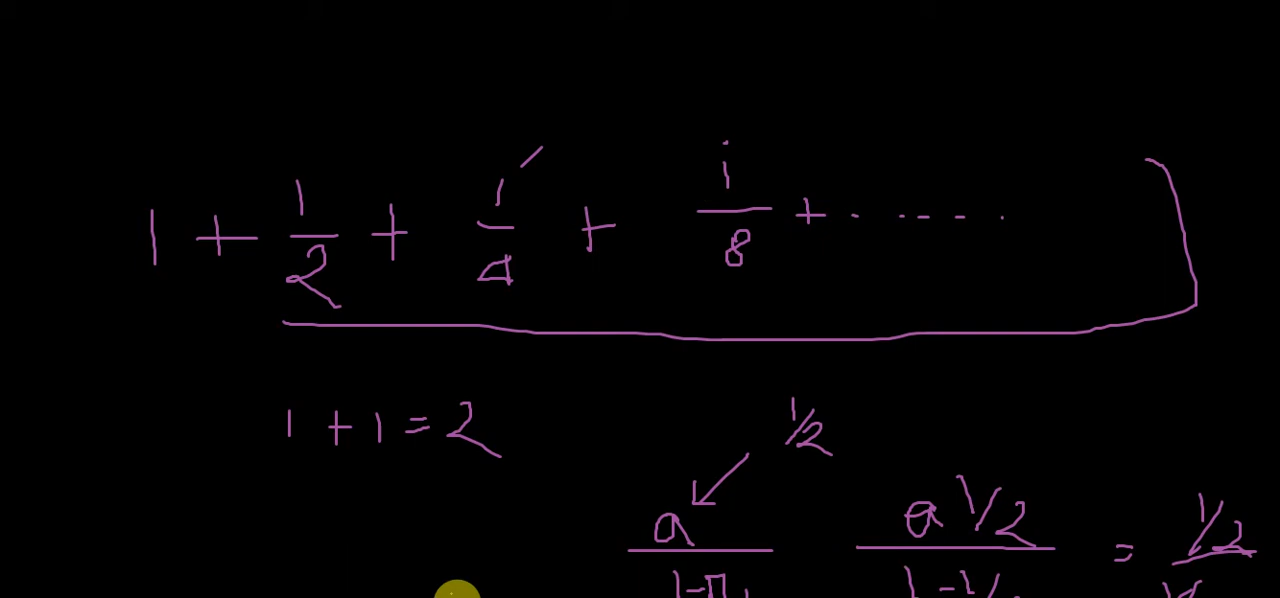 1 + 1/2 + 1/4 + 1/8 + ......
1 + 1 = 2
1/2
a a 1/2 = 1/2
1-
1-1/